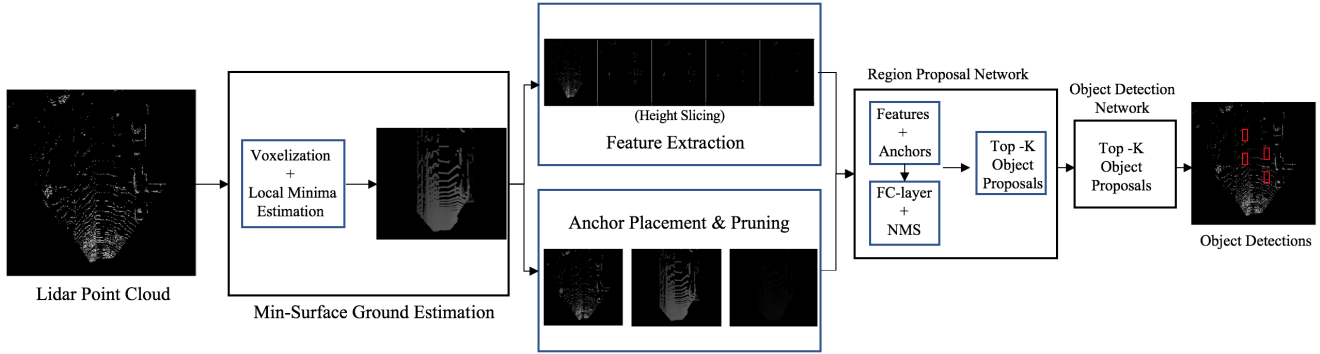 Lidar Point Cloud
Voxelization
+
Local Minima
Estimation
Min-Surface Ground Estimation
(Height Slicing)
Feature Extraction
Anchor Placement & Pruning
Region Proposal Network
Features
+
Anchors
FC-layer
+
NMS
Top -K
Object
Proposals
Object Detection
Network
Top -K
Object
Proposals
Object Detections